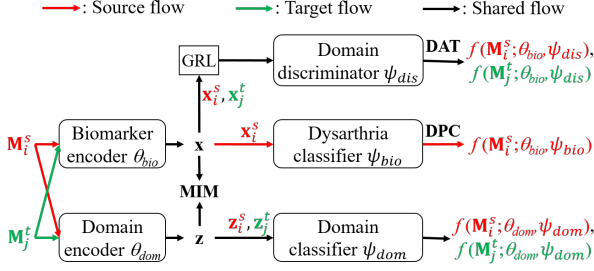 : Source flow : Target flow : Shared flow
GRL
Domain
discriminator ψ_dis
DAT
f(M_i^s;θ_bio,ψ_dis),
f(M_j^t;θ_bio,ψ_dis)
x_i^s,x_j^t
M_i^s
Biomarker
encoder θ_bio
x
x_i^s
Dysarthria
classifier ψ_bio
DPC
f(M_i^s;θ_bio,ψ_bio)
MIM
M_j^t
Domain
encoder θ_dom
z
z_i^s,z_j^t
Domain
classifier ψ_dom
f(M_i^s;θ_dom,ψ_dom),
f(M_j^t;θ_dom,ψ_dom)